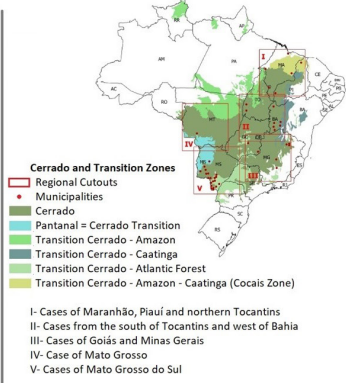 RR
AP
AM
PA
MA
CE
AC
RO
MT
BA
MG
MS
ES
PR
SC
RS
I
II
III
IV
V
Cerrado and Transition Zones
Regional Cutouts
Municipalities
Cerrado
Pantanal = Cerrado Transition
Transition Cerrado - Amazon
Transition Cerrado - Caatinga
Transition Cerrado - Atlantic Forest
Transition Cerrado - Amazon - Caatinga (Cocais Zone)
I- Cases of Maranhão, Piauí and northern Tocantins
II- Cases from the south of Tocantins and west of Bahia
III- Cases of Goiás and Minas Gerais
IV- Case of Mato Grosso
V- Cases of Mato Grosso do Sul